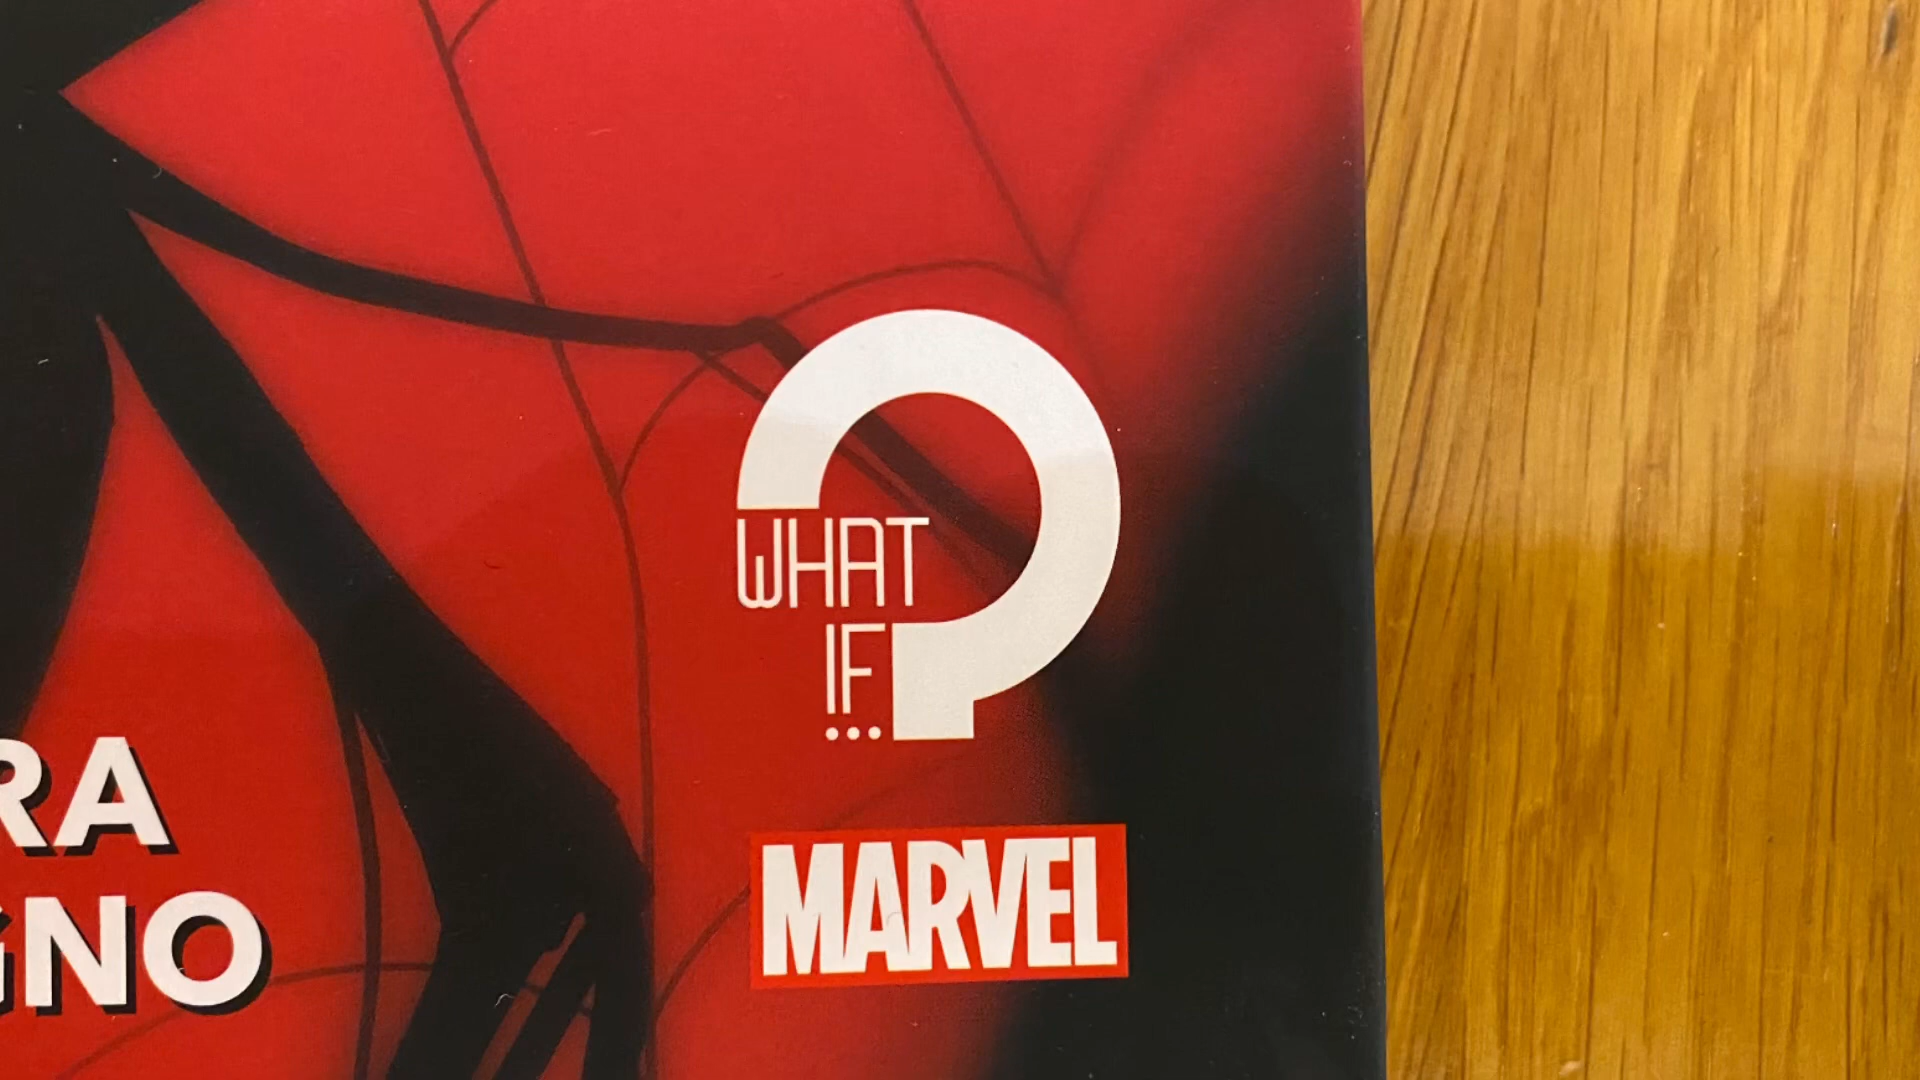 WHAT
IF
...
MARVEL
RA
GNO